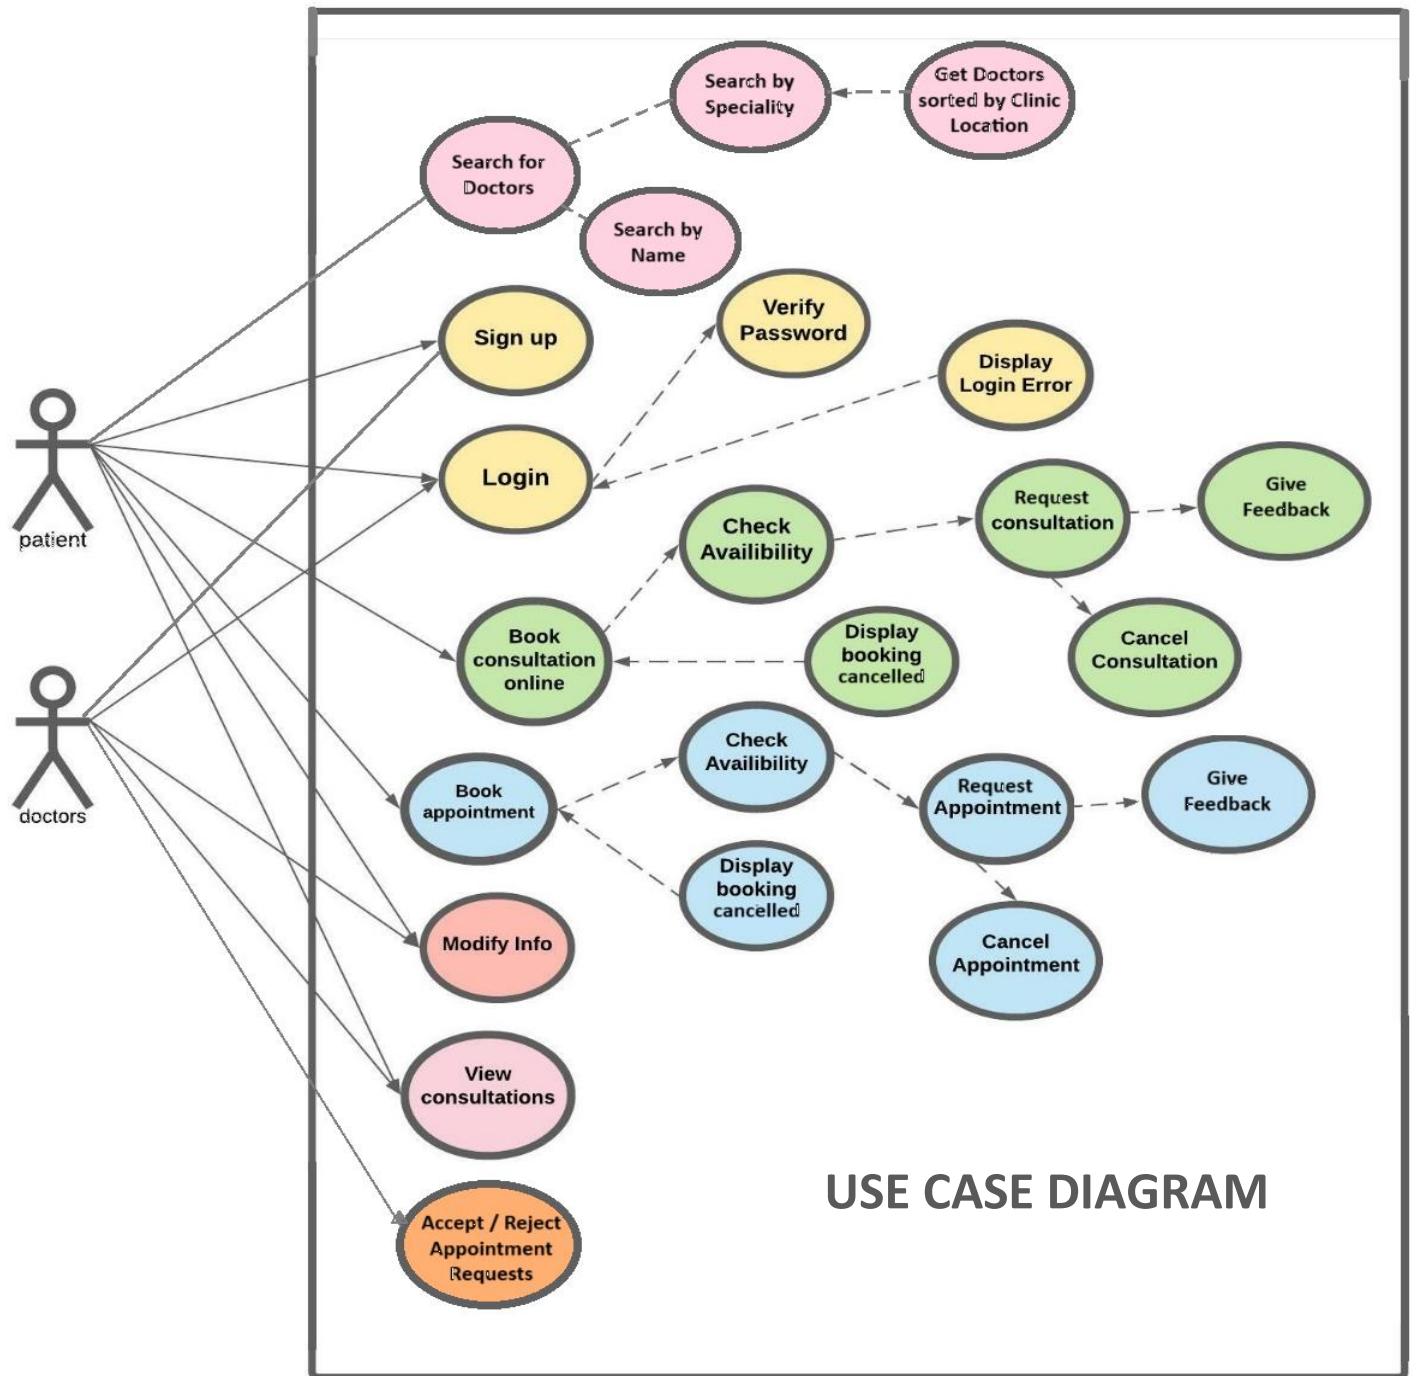 Search by
Speciality
Get Doctors
sorted by Clinic
Location
Search for
Doctors
Search by
Name
Sign up
Verify
Password
Display
Login Error
Login
patient
Check
Availibility
Request
consultation
Give
Feedback
Book
consultation
online
Display
booking
cancelled
Cancel
Consultation
doctors
Book
appointment
Check
Availibility
Request
Appointment
Give
Feedback
Display
booking
cancelled
Modify Info
Cancel
Appointment
View
consultations
USE CASE DIAGRAM
Accept / Reject
Appointment
Requests